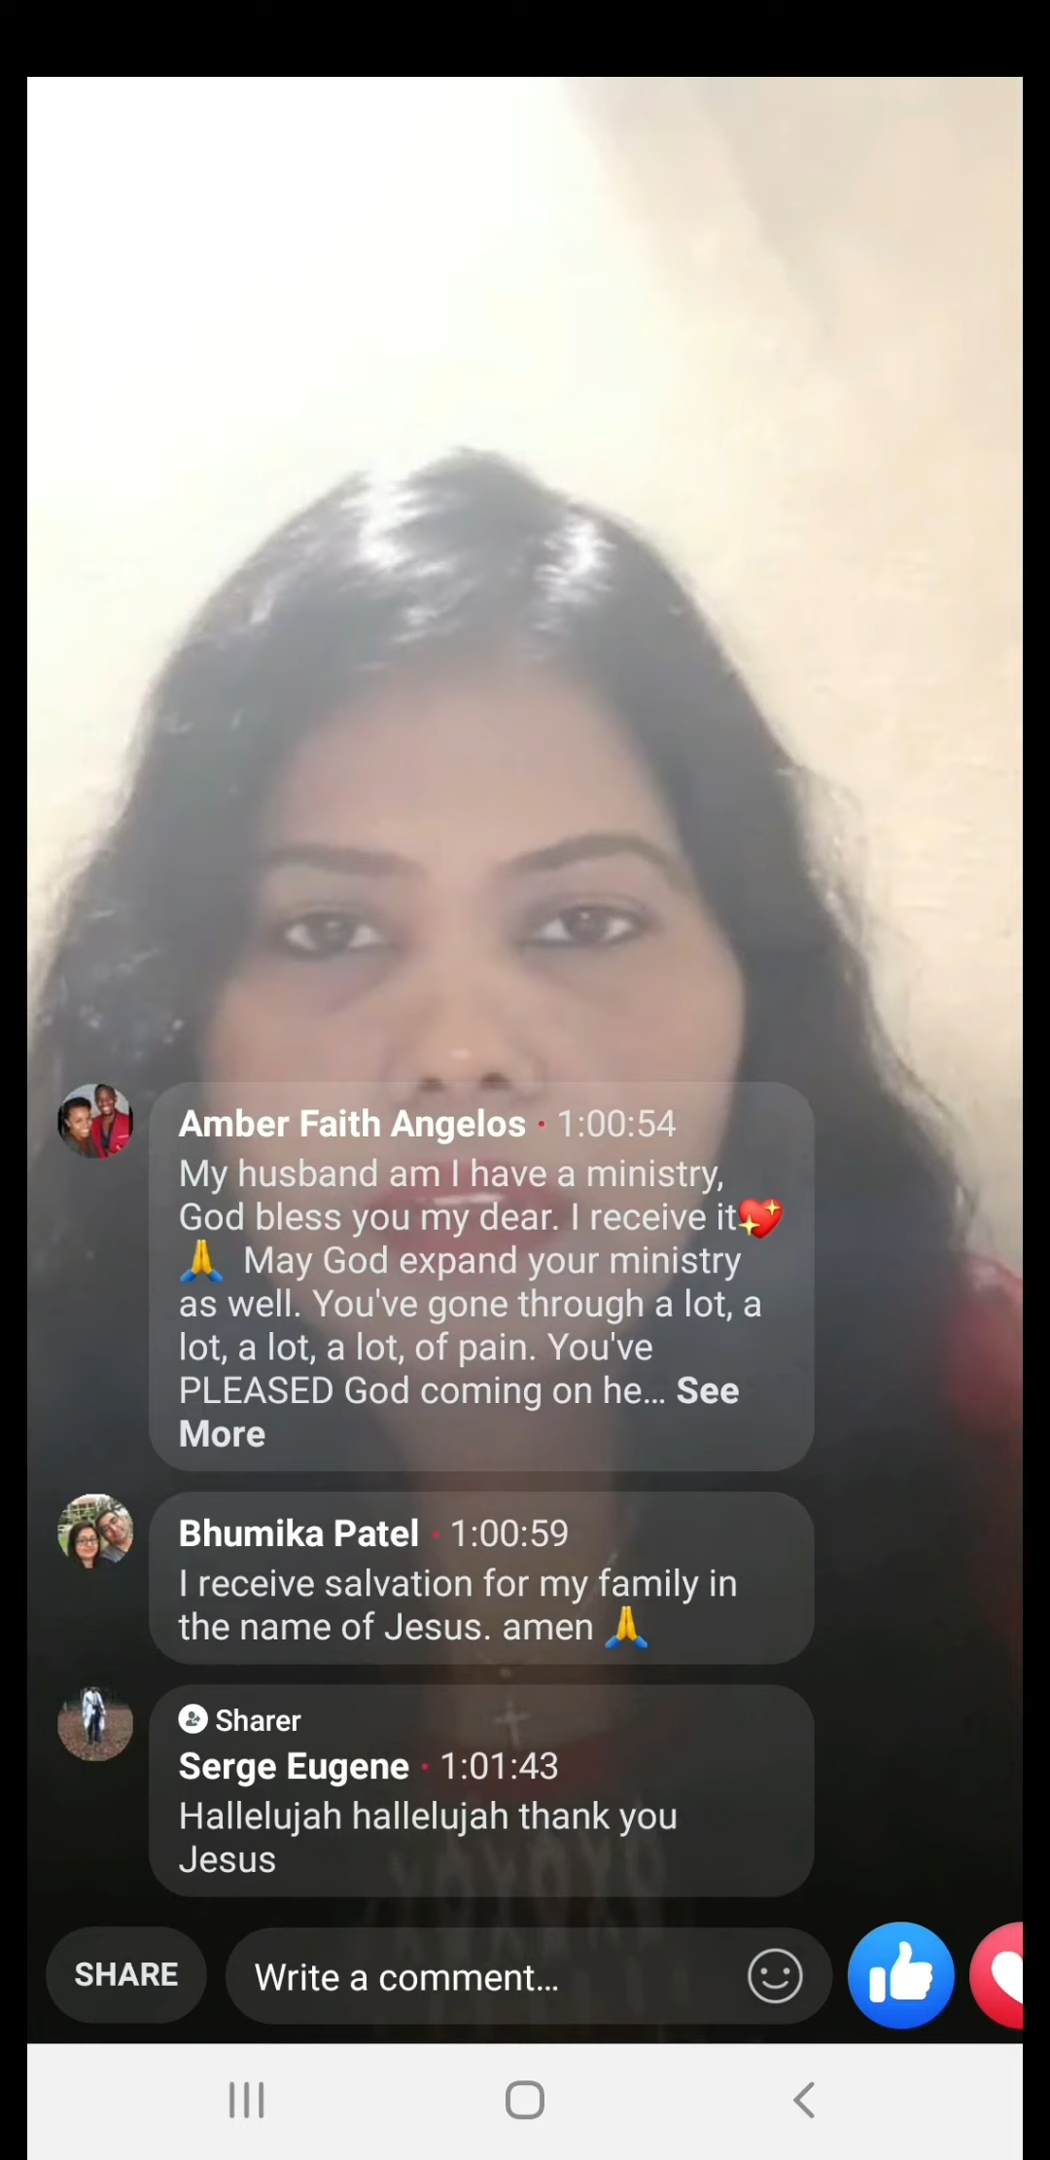 Amber Faith Angelos · 1:00:54
My husband am I have a ministry,
God bless you my dear. I receive it💖
🙏 May God expand your ministry
as well. You've gone through a lot, a
lot, a lot, a lot, of pain. You've
PLEASED God coming on he... See
More
Bhumika Patel · 1:00:59
I receive salvation for my family in
the name of Jesus. amen 🙏
Sharer
Serge Eugene · 1:01:43
Hallelujah hallelujah thank you
Jesus
SHARE
Write a comment...